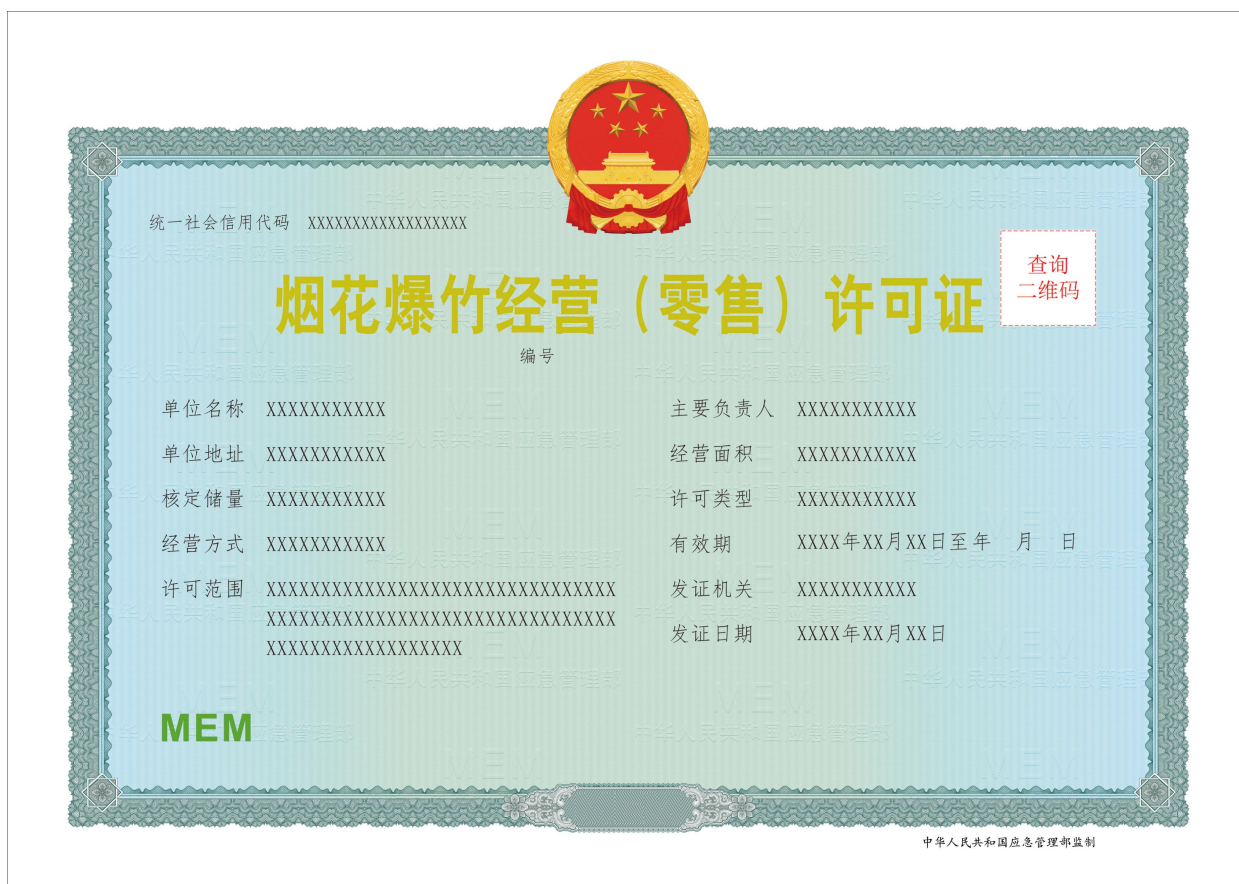 统一社会信用代码 XXXXXXXXXXXXXXXXXX
查询
二维码
烟花爆竹经营（零售）许可证
编号
单位名称 XXXXXXXXXXX
主要负责人 XXXXXXXXXXX
单位地址 XXXXXXXXXXX
经营面积 XXXXXXXXXXX
核定储量 XXXXXXXXXXX
许可类型 XXXXXXXXXXX
经营方式 XXXXXXXXXXX
有效期 XXXX年XX月XX日至年 月 日
许可范围 XXXXXXXXXXXXXXXXXXXXXXXXXXXXXXXX
XXXXXXXXXXXXXXXXXXXXXXXXXXXXXXXX
XXXXXXXXXXXXXXXXXX
发证机关 XXXXXXXXXXX
发证日期 XXXX年XX月XX日
MEM
中华人民共和国应急管理部监制